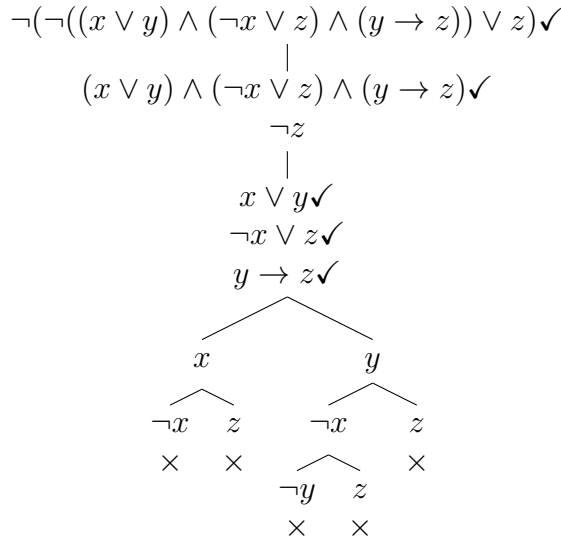 ¬(¬((x ∨ y) ∧ (¬x ∨ z) ∧ (y → z)) ∨ z)✓
(x ∨ y) ∧ (¬x ∨ z) ∧ (y → z)✓
¬z
x ∨ y✓
¬x ∨ z✓
y → z✓
x y
¬x z ¬x z
× × ×
¬y z
× ×